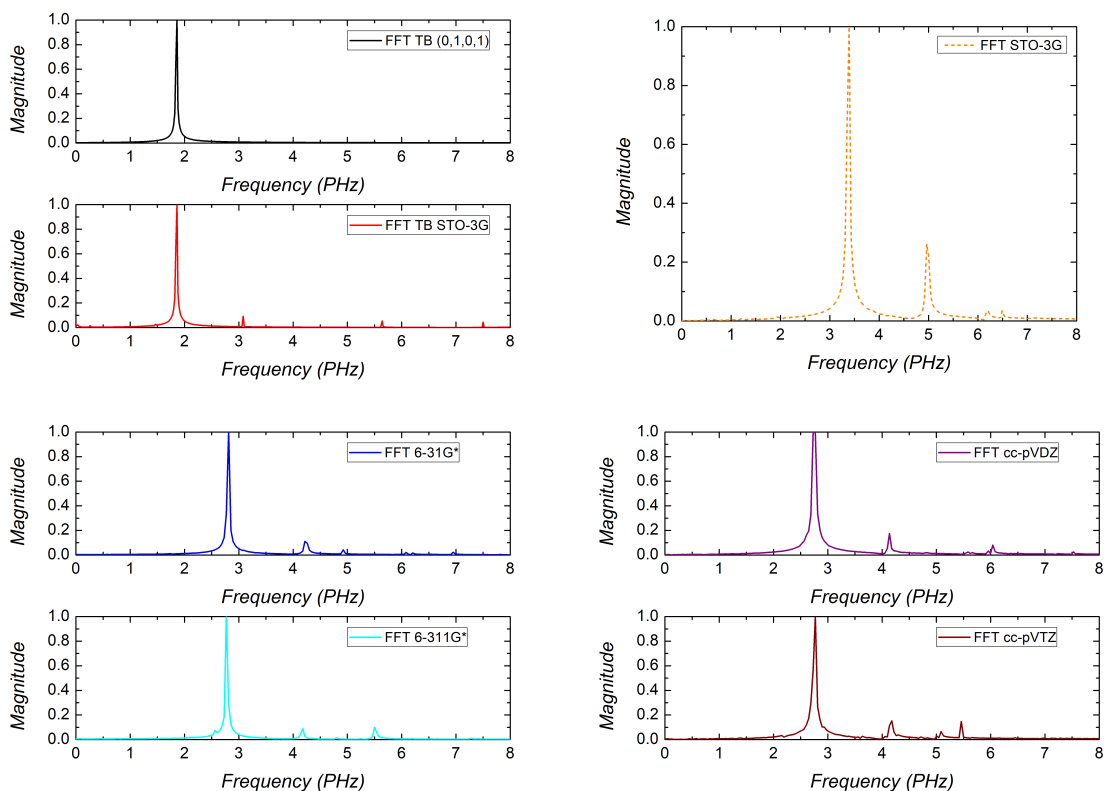 FFT TB (0,1,0,1)
Magnitude
1.0
0.8
0.6
0.4
0.2
0.0
0 1 2 3 4 5 6 7 8
Frequency (PHz)
FFT TB STO-3G
Magnitude
1.0
0.8
0.6
0.4
0.2
0.0
0 1 2 3 4 5 6 7 8
Frequency (PHz)
FFT STO-3G
Magnitude
1.0
0.8
0.6
0.4
0.2
0.0
0 1 2 3 4 5 6 7 8
Frequency (PHz)
FFT 6-31G*
Magnitude
1.0
0.8
0.6
0.4
0.2
0.0
0 1 2 3 4 5 6 7 8
Frequency (PHz)
FFT 6-311G*
Magnitude
1.0
0.8
0.6
0.4
0.2
0.0
0 1 2 3 4 5 6 7 8
Frequency (PHz)
FFT cc-pVDZ
Magnitude
1.0
0.8
0.6
0.4
0.2
0.0
0 1 2 3 4 5 6 7 8
Frequency (PHz)
FFT cc-pVTZ
Magnitude
1.0
0.8
0.6
0.4
0.2
0.0
0 1 2 3 4 5 6 7 8
Frequency (PHz)